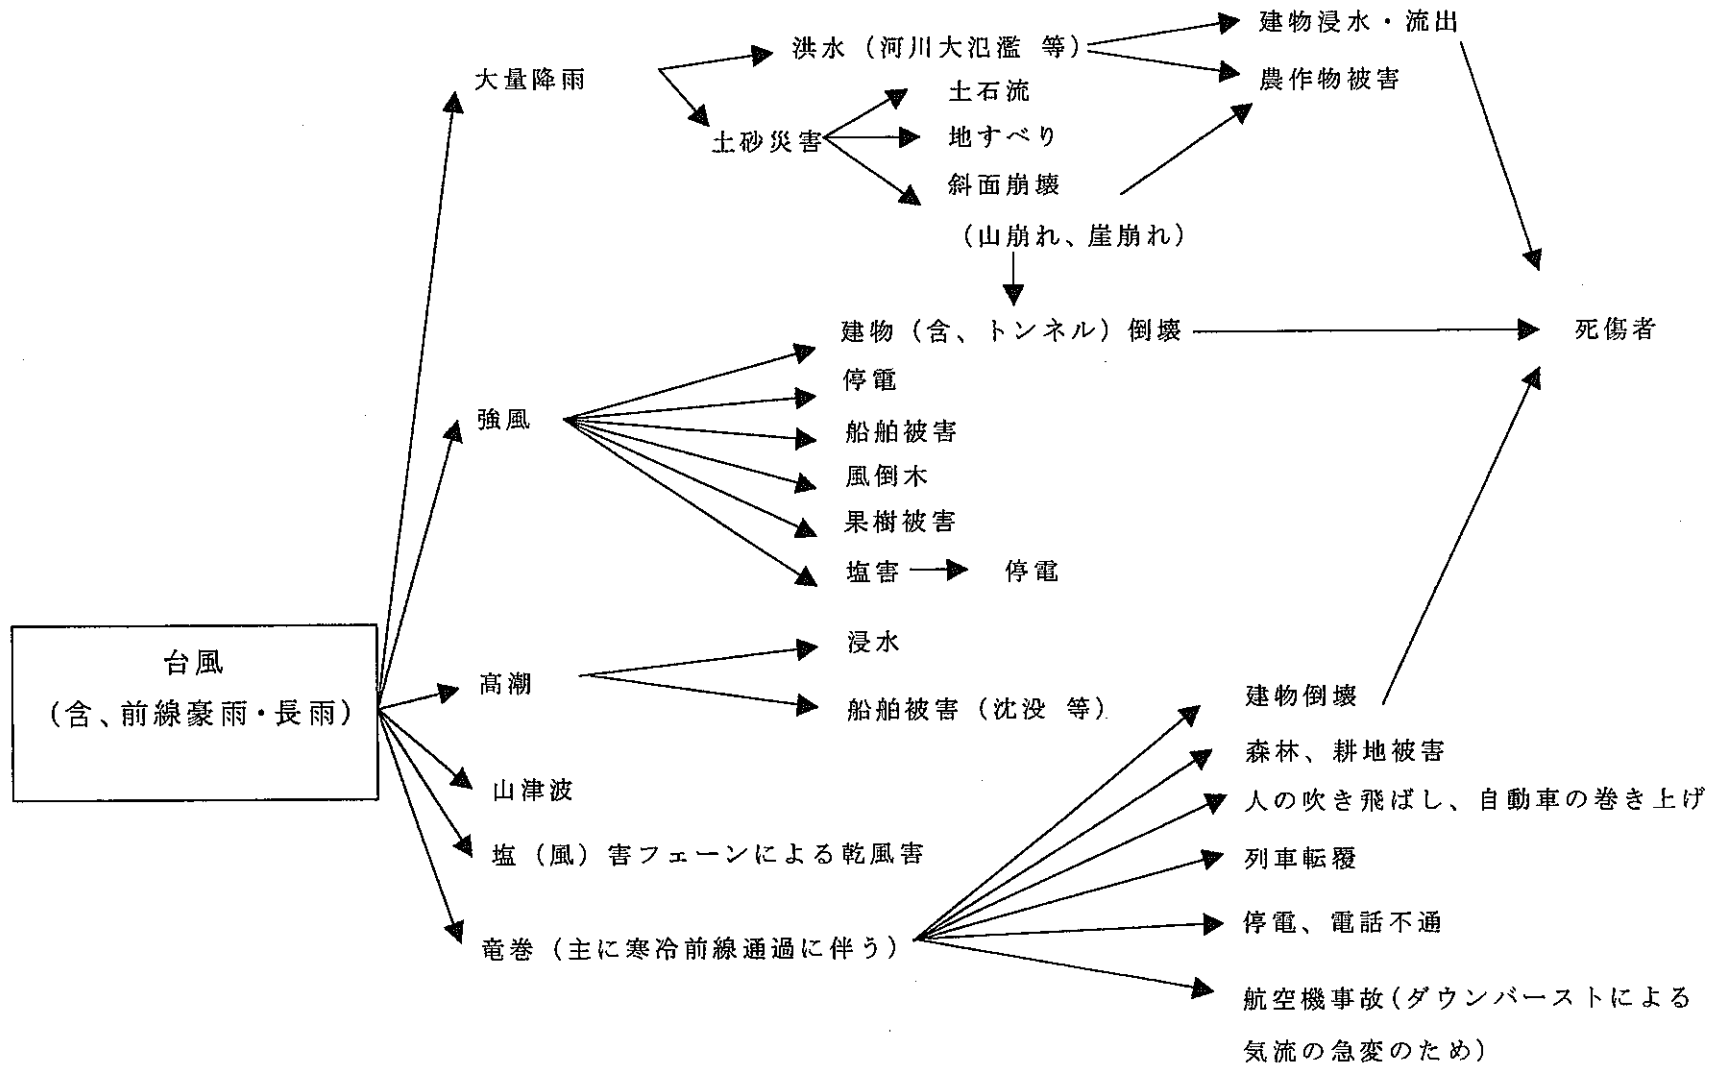 建物浸水・流出
洪水（河川大氾濫 等）
大量降雨
農作物被害
土石流
土砂災害
地すべり
斜面崩壊
（山崩れ、崖崩れ）
建物（含、トンネル）倒壊
死傷者
停電
強風
船舶被害
風倒木
果樹被害
塩害
停電
台風
（含、前線豪雨・長雨）
浸水
高潮
船舶被害（沈没 等）
建物倒壊
森林、耕地被害
山津波
人の吹き飛ばし、自動車の巻き上げ
塩（風）害フェーンによる乾風害
列車転覆
停電、電話不通
竜巻（主に寒冷前線通過に伴う）
航空機事故(ダウンバーストによる
気流の急変のため）